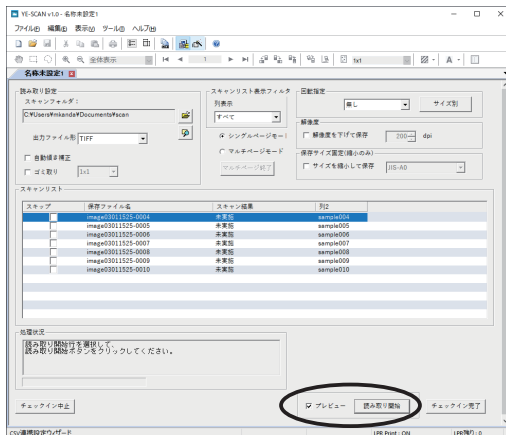 YE-SCAN v1.0 - 名称未設定1
ファイル(F) 編集(E) 表示(V) ツール(T) ヘルプ(H)
全体表示 1 txt A
名称未設定1
読み取り設定
スキャンフォルダ：
C:¥Users¥mkanda¥Documents¥scan
出力ファイル形 TIFF
自動傾き補正
ゴミ取り 1x1
スキャンリスト表示フィルタ
列表示
すべて
シングルページモー
マルチページモード
マルチページ終了
回転指定
無し サイズ別
解像度
解像度を下げて保存 200 dpi
保存サイズ固定(縮小のみ)
サイズを縮小して保存 JIS-A0
スキャンリスト
スキップ 保存ファイル名 スキャン結果 列2
image03011525-0004 未実施 sample004
image03011525-0005 未実施 sample005
image03011525-0006 未実施 sample006
image03011525-0007 未実施 sample007
image03011525-0008 未実施 sample008
image03011525-0009 未実施 sample009
image03011525-0010 未実施 sample010
処理状況
読み取り開始行を選択して、
読み取り開始ボタンをクリックしてください。
チェックイン中止 プレビュー 読み取り開始 チェックイン完了
CSV連携設定ウィザード LPR Print : ON LPR残り : 0